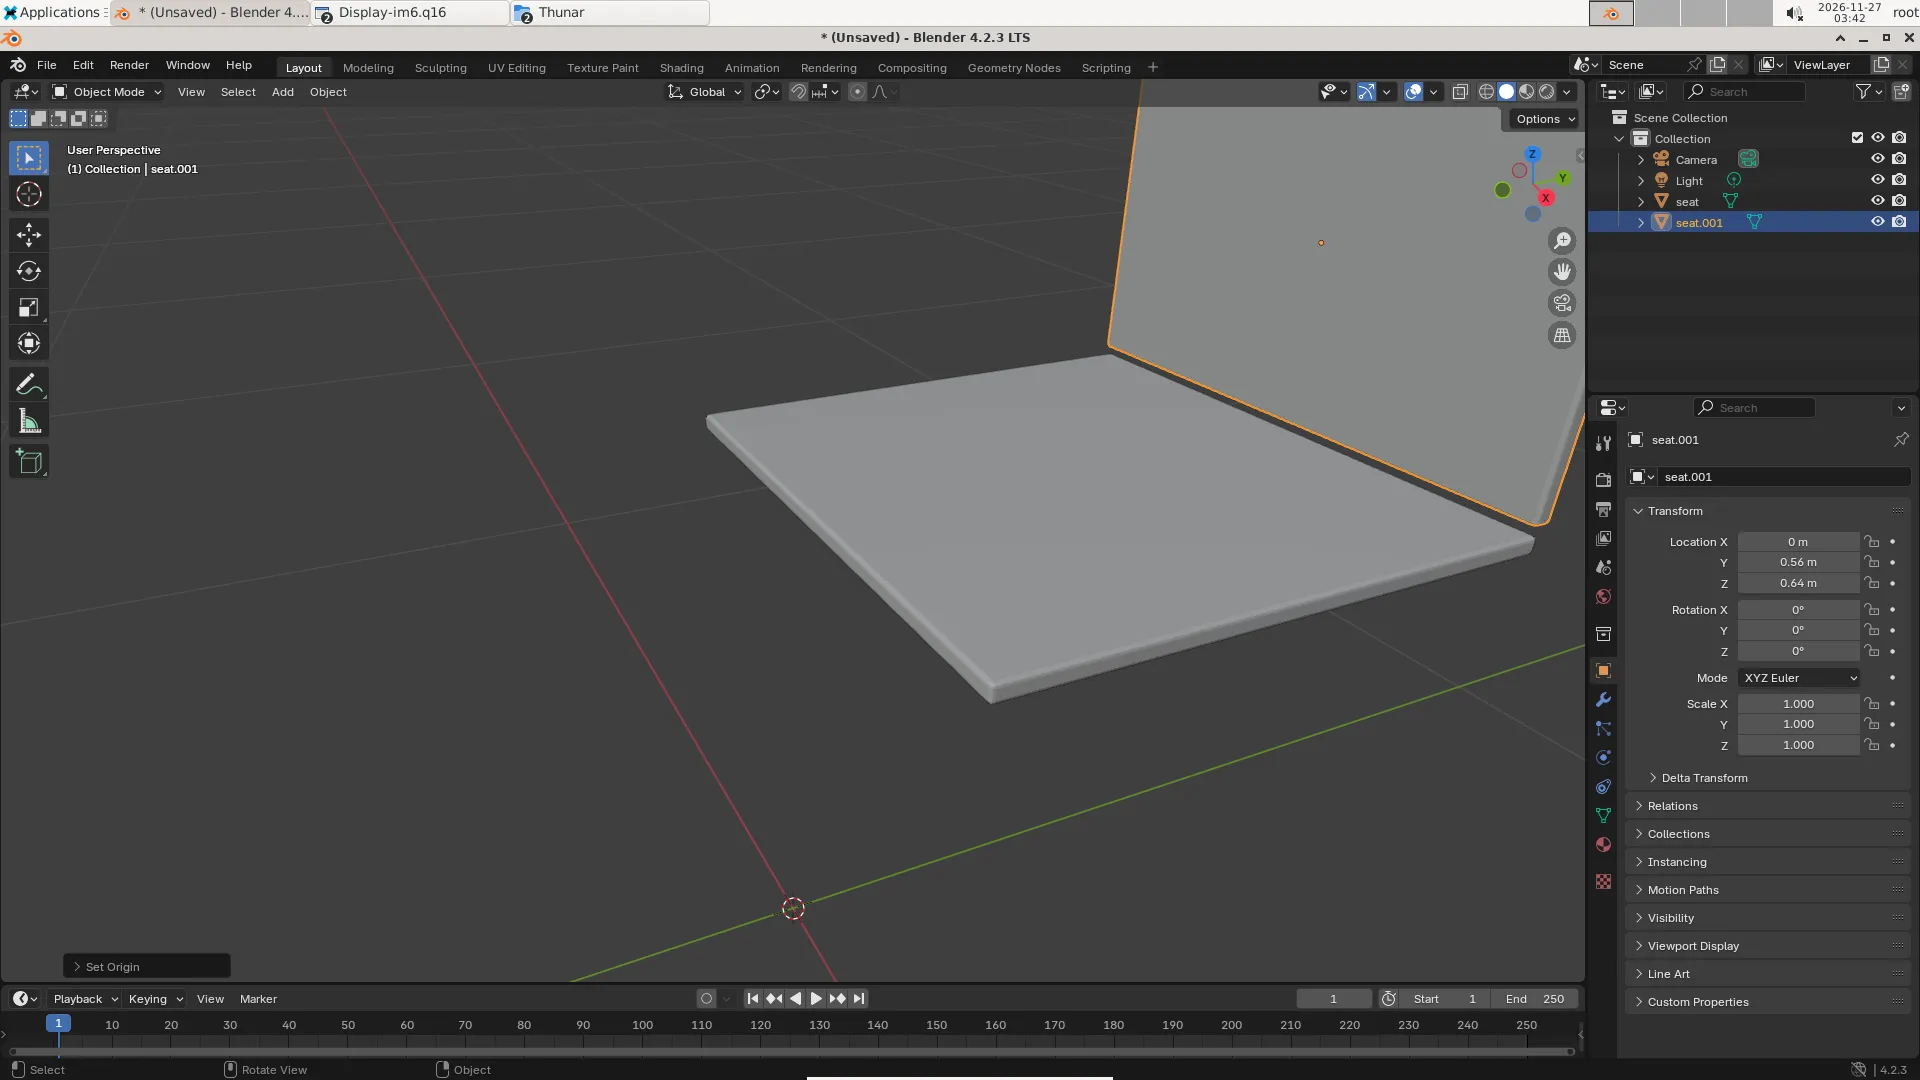 Applications
* (Unsaved) - Blender 4....
2
Display-im6.q16
2
Thunar
2026-11-27
03:42
root
* (Unsaved) - Blender 4.2.3 LTS
File
Edit
Render
Window
Help
Layout
Modeling
Sculpting
UV Editing
Texture Paint
Shading
Animation
Rendering
Compositing
Geometry Nodes
Scripting
Scene
ViewLayer
Object Mode
View
Select
Add
Object
Global
Search
Options
User Perspective
(1) Collection | seat.001
Z
Y
X
Scene Collection
Collection
Camera
Light
seat
seat.001
Search
seat.001
seat.001
Transform
Location X 0 m
Y 0.56 m
Z 0.64 m
Rotation X 0°
Y 0°
Z 0°
Mode XYZ Euler
Scale X 1.000
Y 1.000
Z 1.000
Delta Transform
Relations
Collections
Instancing
Motion Paths
Visibility
Viewport Display
Line Art
Custom Properties
Set Origin
Playback
Keying
View
Marker
1
Start 1
End 250
1 10 20 30 40 50 60 70 80 90 100 110 120 130 140 150 160 170 180 190 200 210 220 230 240 250
Select
Rotate View
Object
4.2.3